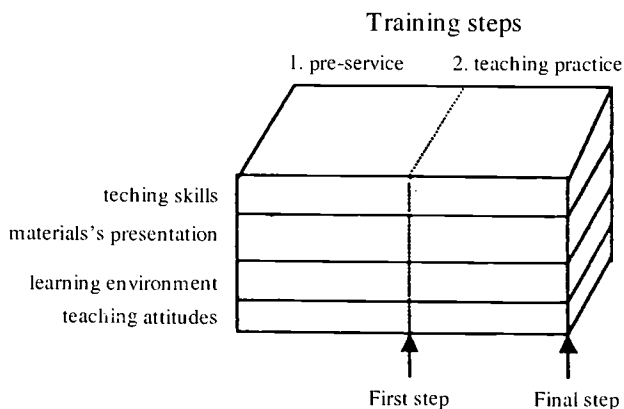 Training steps
1. pre-service 2. teaching practice
teching skills
materials's presentation
learning environment
teaching attitudes
First step Final step